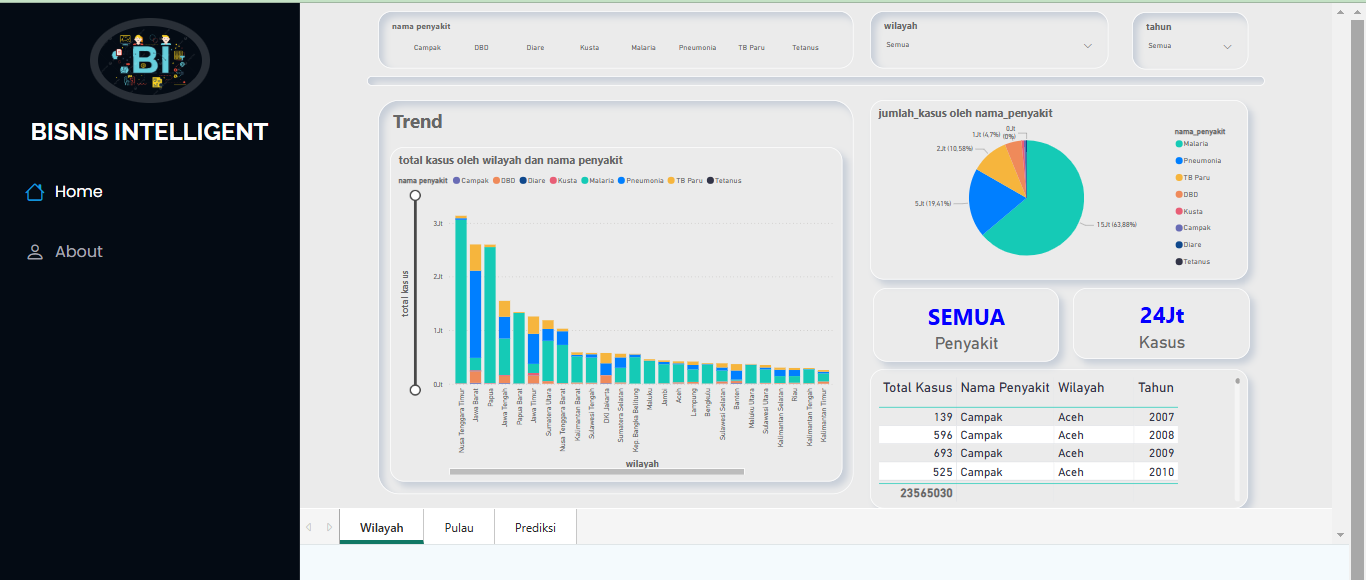 BI
BISNIS INTELLIGENT
Home
About
nama penyakit
Campak DBD Diare Kusta Malaria Pneumonia TB Paru Tetanus
wilayah
Semua
tahun
Semua
Trend
total kasus oleh wilayah dan nama penyakit
nama penyakit Campak DBD Diare Kusta Malaria Pneumonia TB Paru Tetanus
total kasus
3Jt
2Jt
1Jt
0Jt
Nusa Tenggara Timur
Jawa Barat
Papua
Jawa Tengah
Papua Barat
Jawa Timur
Sumatera Utara
Nusa Tenggara Barat
Kalimantan Barat
Sulawesi Tengah
DKI Jakarta
Sumatera Selatan
Kep. Bangka Belitung
Maluku
Jambi
Aceh
Lampung
Bengkulu
Sulawesi Selatan
Banten
Maluku Utara
Sulawesi Utara
Kalimantan Selatan
Riau
Kalimantan Tengah
Kalimantan Timur
wilayah
jumlah_kasus oleh nama_penyakit
0Jt
(0%)
1Jt (4,7%)
2Jt (10,58%)
5Jt (19,41%)
15Jt (63,88%)
nama_penyakit
Malaria
Pneumonia
TB Paru
DBD
Kusta
Campak
Diare
Tetanus
SEMUA
Penyakit
24Jt
Kasus
Total Kasus Nama Penyakit Wilayah Tahun
139 Campak Aceh 2007
596 Campak Aceh 2008
693 Campak Aceh 2009
525 Campak Aceh 2010
23565030
Wilayah Pulau Prediksi